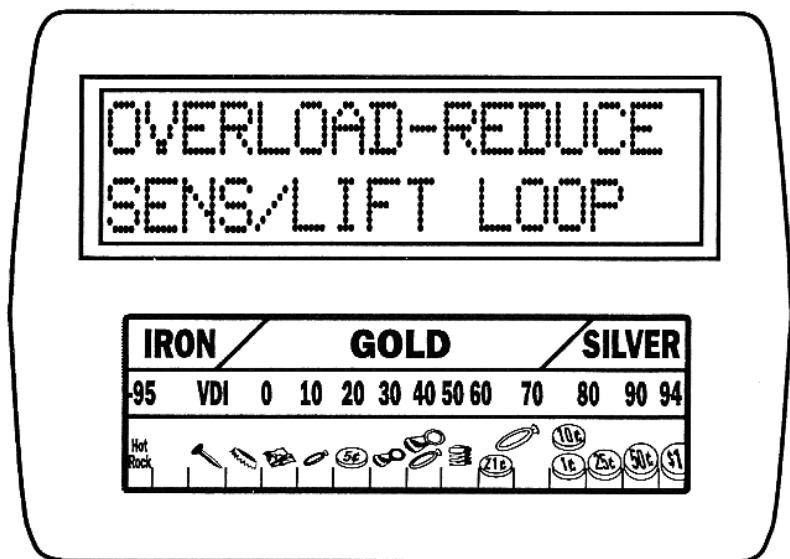 OVERLOAD-REDUCE
SENS/LIFT LOOP
IRON GOLD SILVER
-95 VDI 0 10 20 30 40 50 60 70 80 90 94
Hot
Rock
10¢
5¢ 21¢ 1¢ 25¢ 50¢ $1